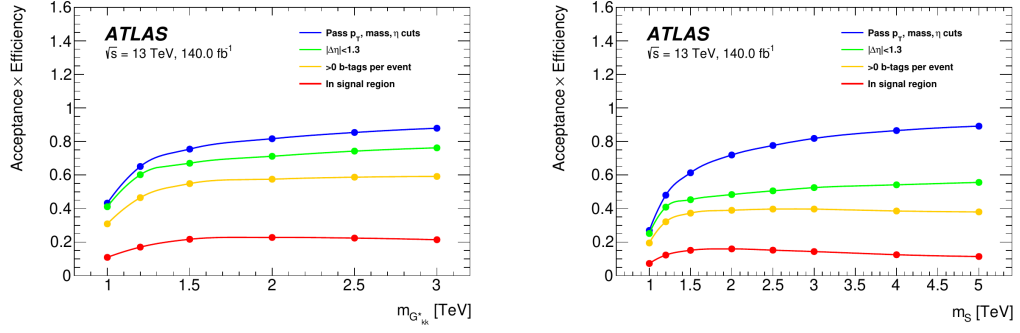 Acceptance × Efficiency
1.6
1.4
1.2
1
0.8
0.6
0.4
0.2
0
ATLAS
√s = 13 TeV, 140.0 fb⁻¹
Pass p_T, mass, η cuts
|Δη|<1.3
>0 b-tags per event
In signal region
1 1.5 2 2.5 3
m_{G*_{kk}} [TeV]
Acceptance × Efficiency
1.6
1.4
1.2
1
0.8
0.6
0.4
0.2
0
ATLAS
√s = 13 TeV, 140.0 fb⁻¹
Pass p_T, mass, η cuts
|Δη|<1.3
>0 b-tags per event
In signal region
1 1.5 2 2.5 3 3.5 4 4.5 5
m_S [TeV]